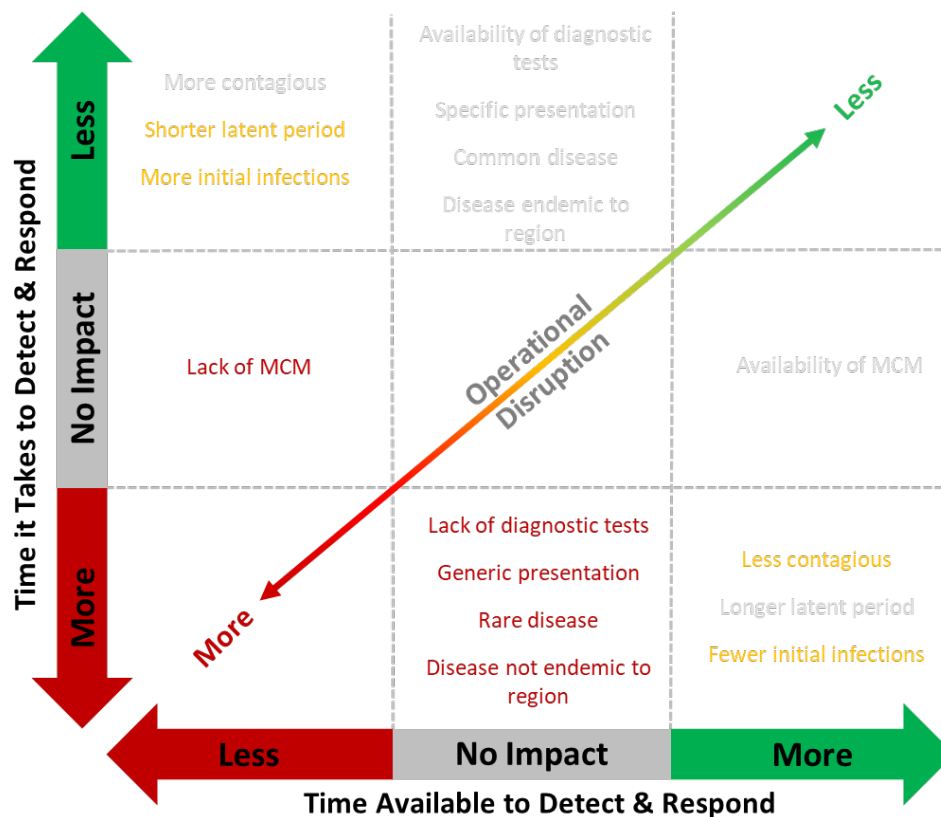 Time it Takes to Detect & Respond
Less
No Impact
More
More contagious
Shorter latent period
More initial infections
Availability of diagnostic
tests
Specific presentation
Common disease
Disease endemic to
region
Less
Lack of MCM
Operational
Disruption
Availability of MCM
More
Lack of diagnostic tests
Generic presentation
Rare disease
Disease not endemic to
region
Less contagious
Longer latent period
Fewer initial infections
Less
No Impact
More
Time Available to Detect & Respond